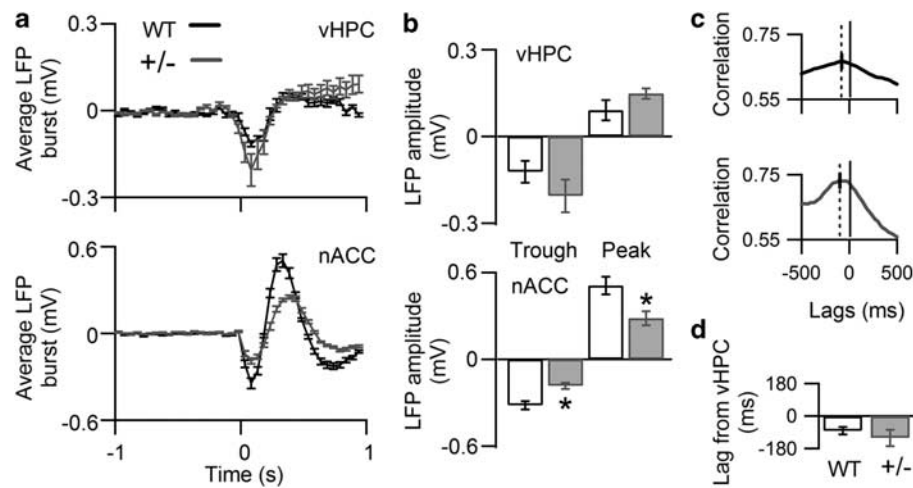 a
Average LFP
burst (mV)
0.3
0
-0.3
WT
+/-
vHPC
Average LFP
burst (mV)
0.6
0
-0.6
nACC
-1
0
1
Time (s)
b
LFP amplitude
(mV)
0.3
0
-0.3
vHPC
Trough
Peak
LFP amplitude
(mV)
0.6
0
-0.6
nACC
*
*
c
Correlation
0.75
0.55
Correlation
0.75
0.55
-500
0
500
Lags (ms)
d
Lag from vHPC
(ms)
180
0
-180
WT
+/-